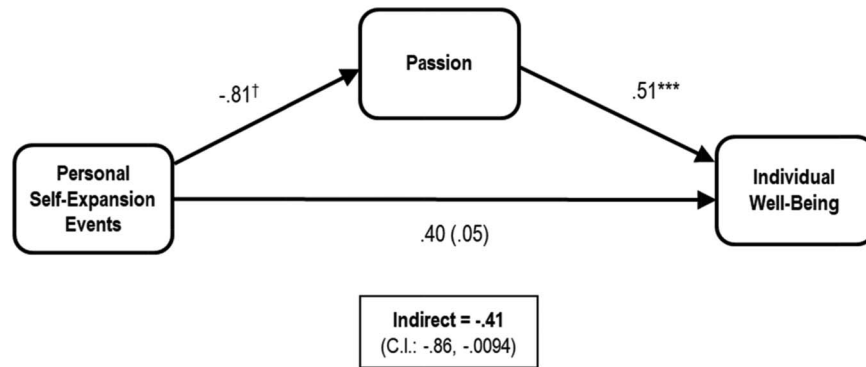 Passion
-.81†
.51***
Personal
Self-Expansion
Events
Individual
Well-Being
.40 (.05)
Indirect = -.41
(C.I.: -.86, -.0094)